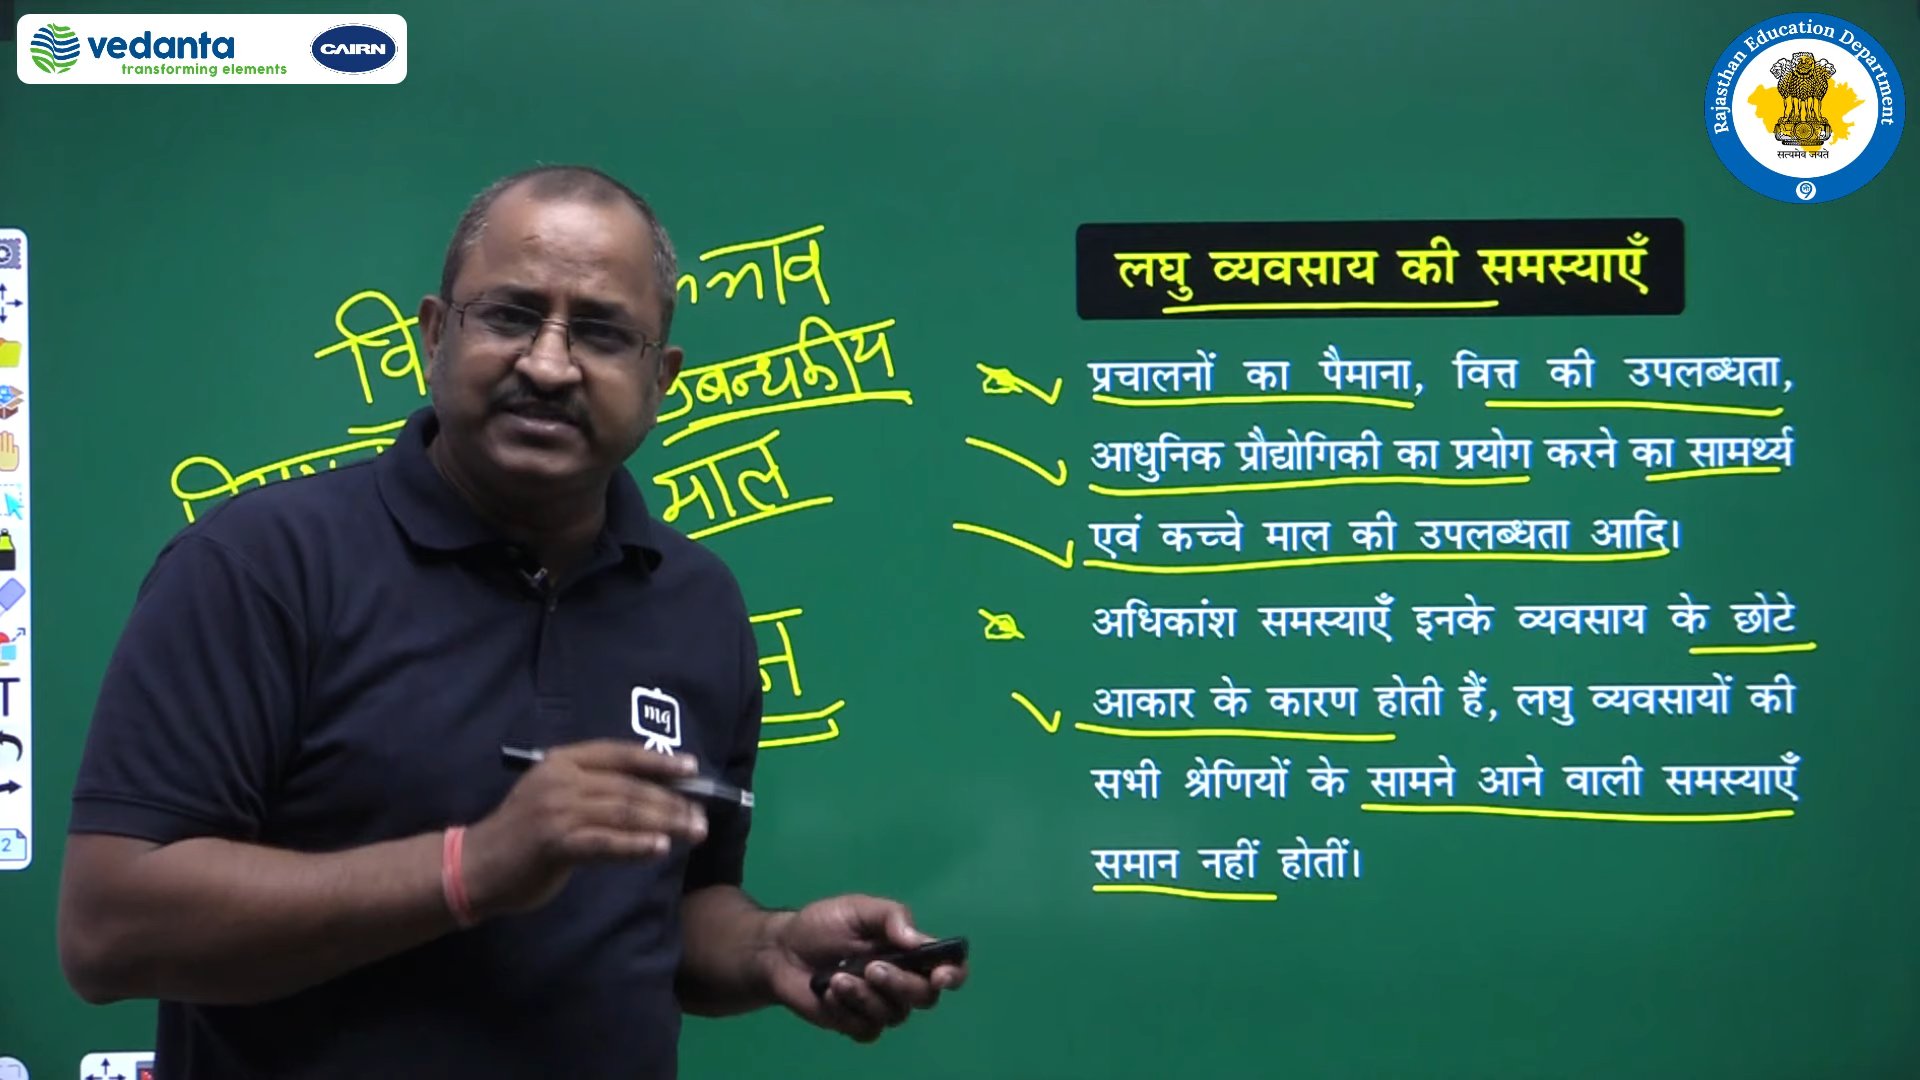 vedanta
transforming elements
CAIRN
Rajasthan Education Department
सत्यमेव जयते
लघु व्यवसाय की समस्याएँ
प्रचालनों का पैमाना, वित्त की उपलब्धता,
आधुनिक प्रौद्योगिकी का प्रयोग करने का सामर्थ्य
एवं कच्चे माल की उपलब्धता आदि।
अधिकांश समस्याएँ इनके व्यवसाय के छोटे
आकार के कारण होती हैं, लघु व्यवसायों की
सभी श्रेणियों के सामने आने वाली समस्याएँ
समान नहीं होतीं।
माल
mg
T
2